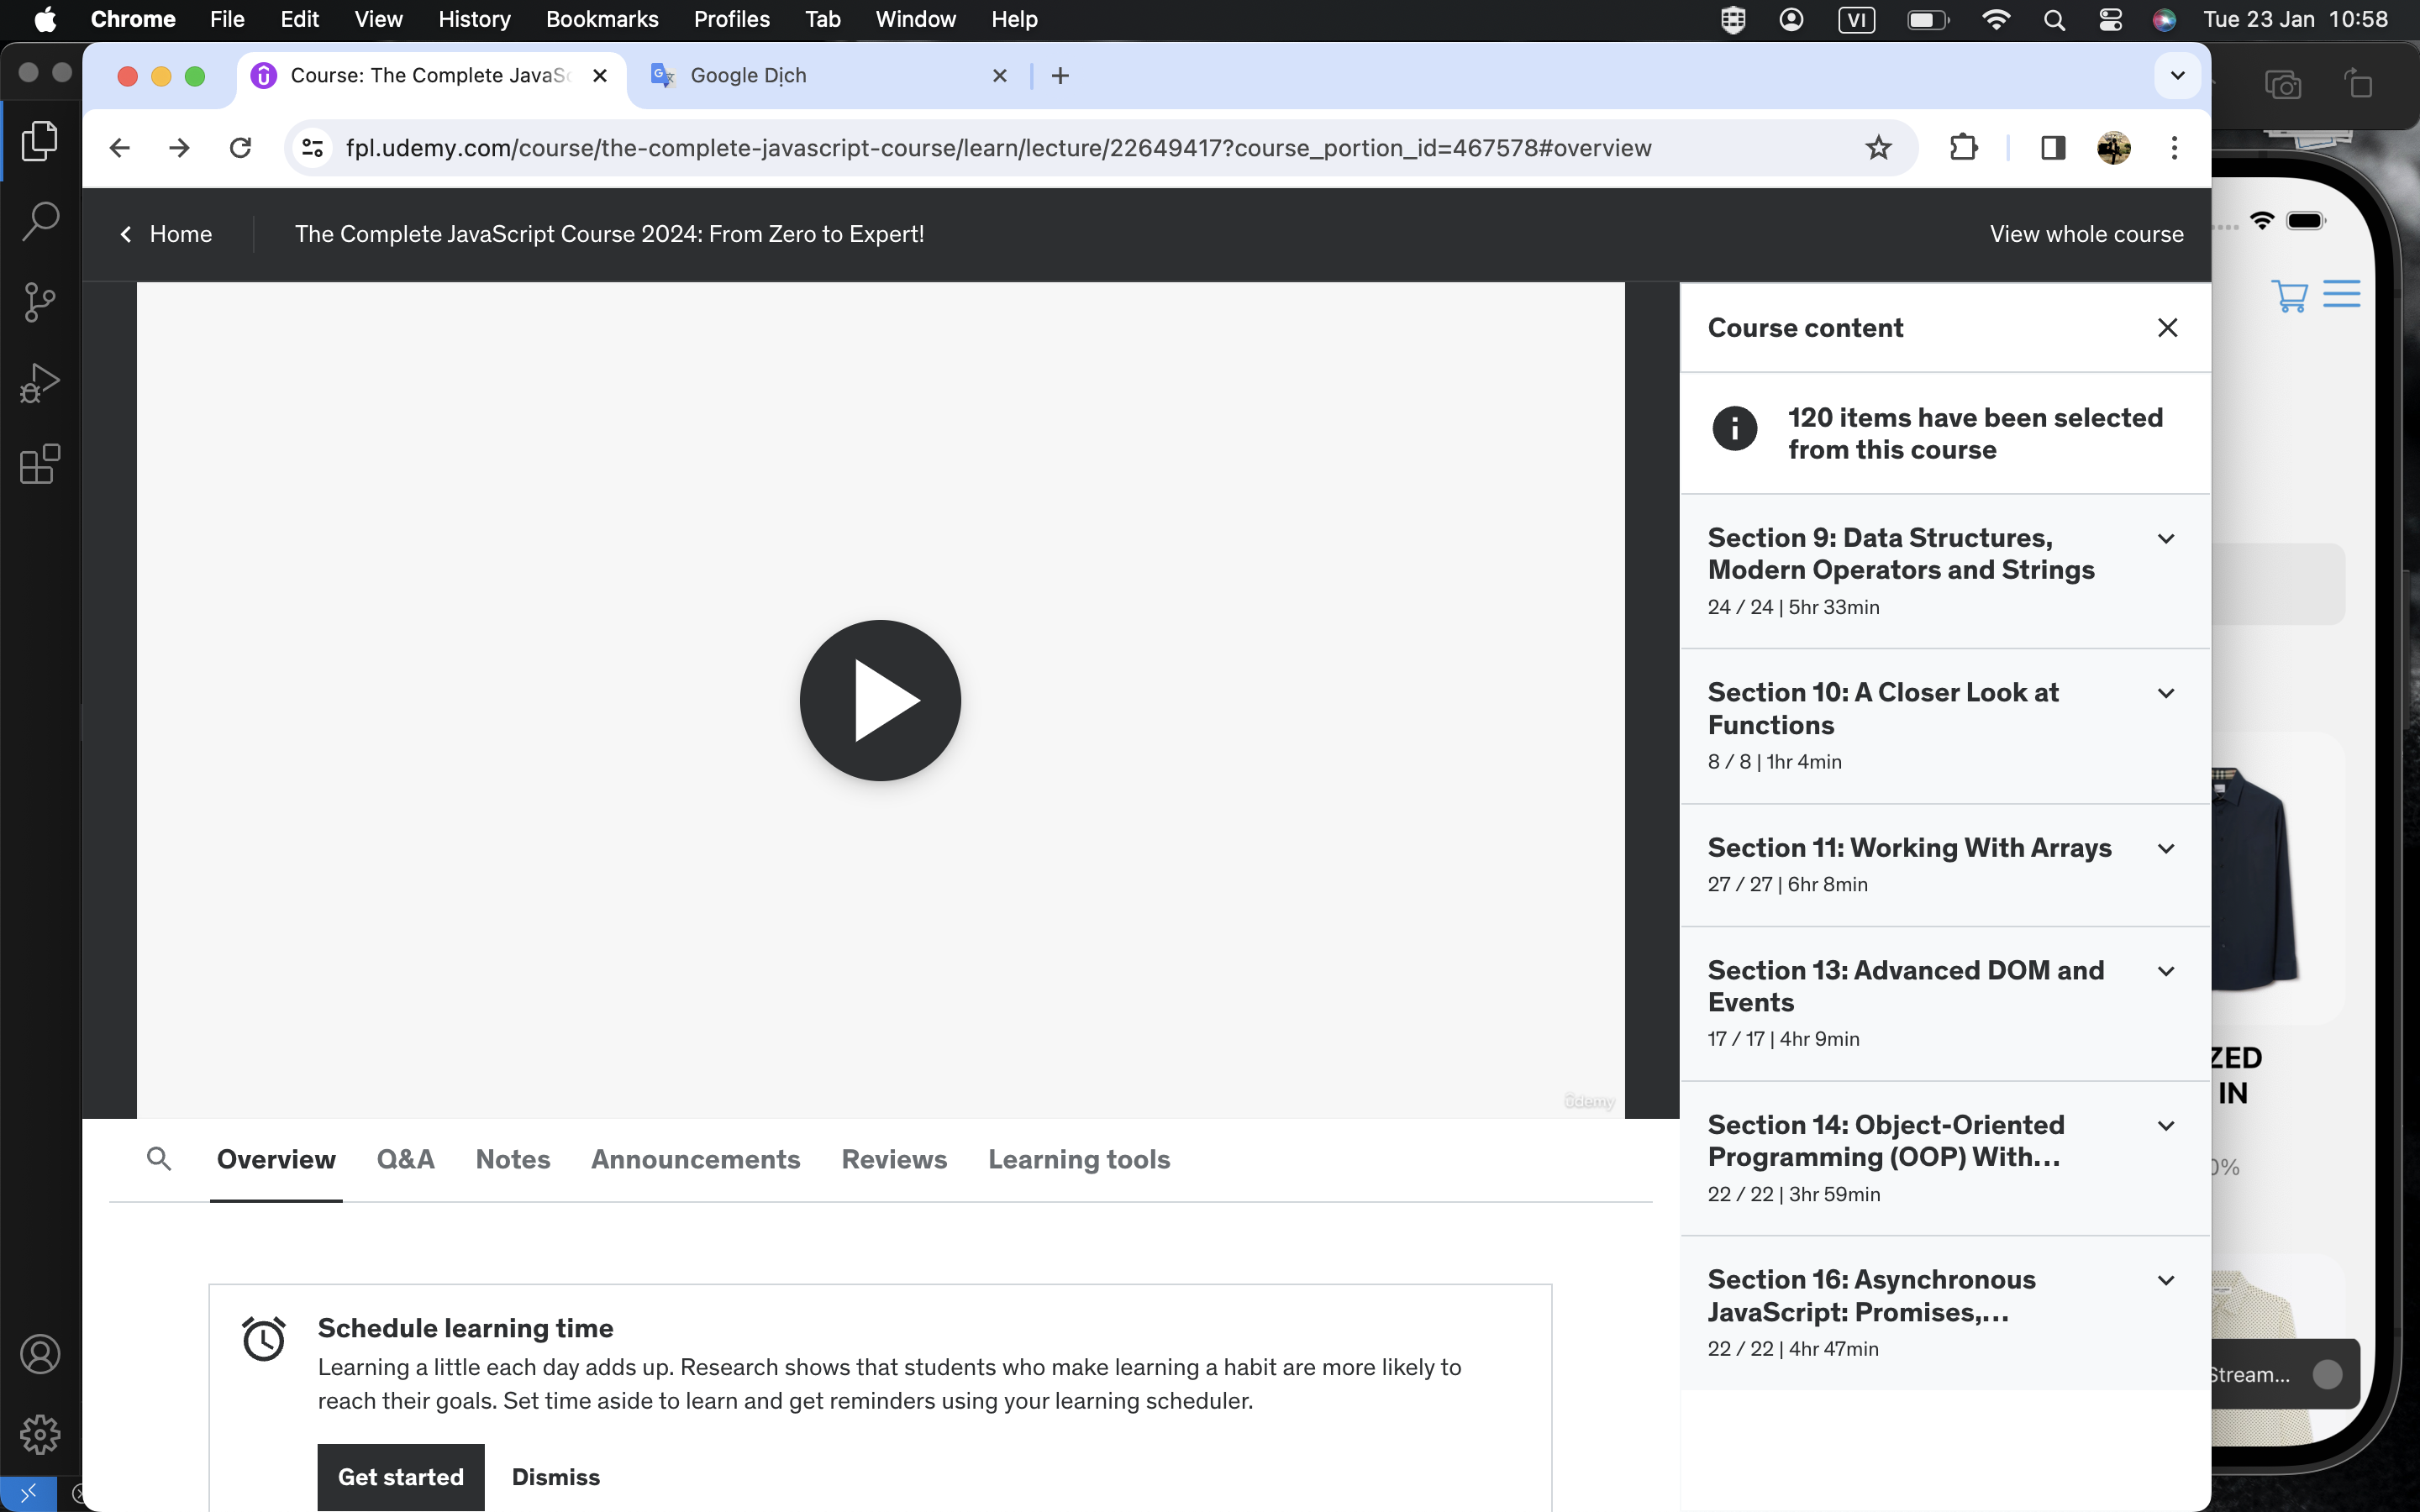 Chrome File Edit View History Bookmarks Profiles Tab Window Help VI Tue 23 Jan 10:58
Course: The Complete JavaSc Google Dịch
fpl.udemy.com/course/the-complete-javascript-course/learn/lecture/22649417?course_portion_id=467578#overview
Home The Complete JavaScript Course 2024: From Zero to Expert! View whole course
Course content
120 items have been selected
from this course
Section 9: Data Structures,
Modern Operators and Strings
24 / 24 | 5hr 33min
Section 10: A Closer Look at
Functions
8 / 8 | 1hr 4min
Section 11: Working With Arrays
27 / 27 | 6hr 8min
Section 13: Advanced DOM and
Events
17 / 17 | 4hr 9min
Section 14: Object-Oriented
Programming (OOP) With...
22 / 22 | 3hr 59min
Section 16: Asynchronous
JavaScript: Promises,...
22 / 22 | 4hr 47min
udemy
Overview Q&A Notes Announcements Reviews Learning tools
Schedule learning time
Learning a little each day adds up. Research shows that students who make learning a habit are more likely to
reach their goals. Set time aside to learn and get reminders using your learning scheduler.
Get started Dismiss
ZED
IN
0%
Stream...